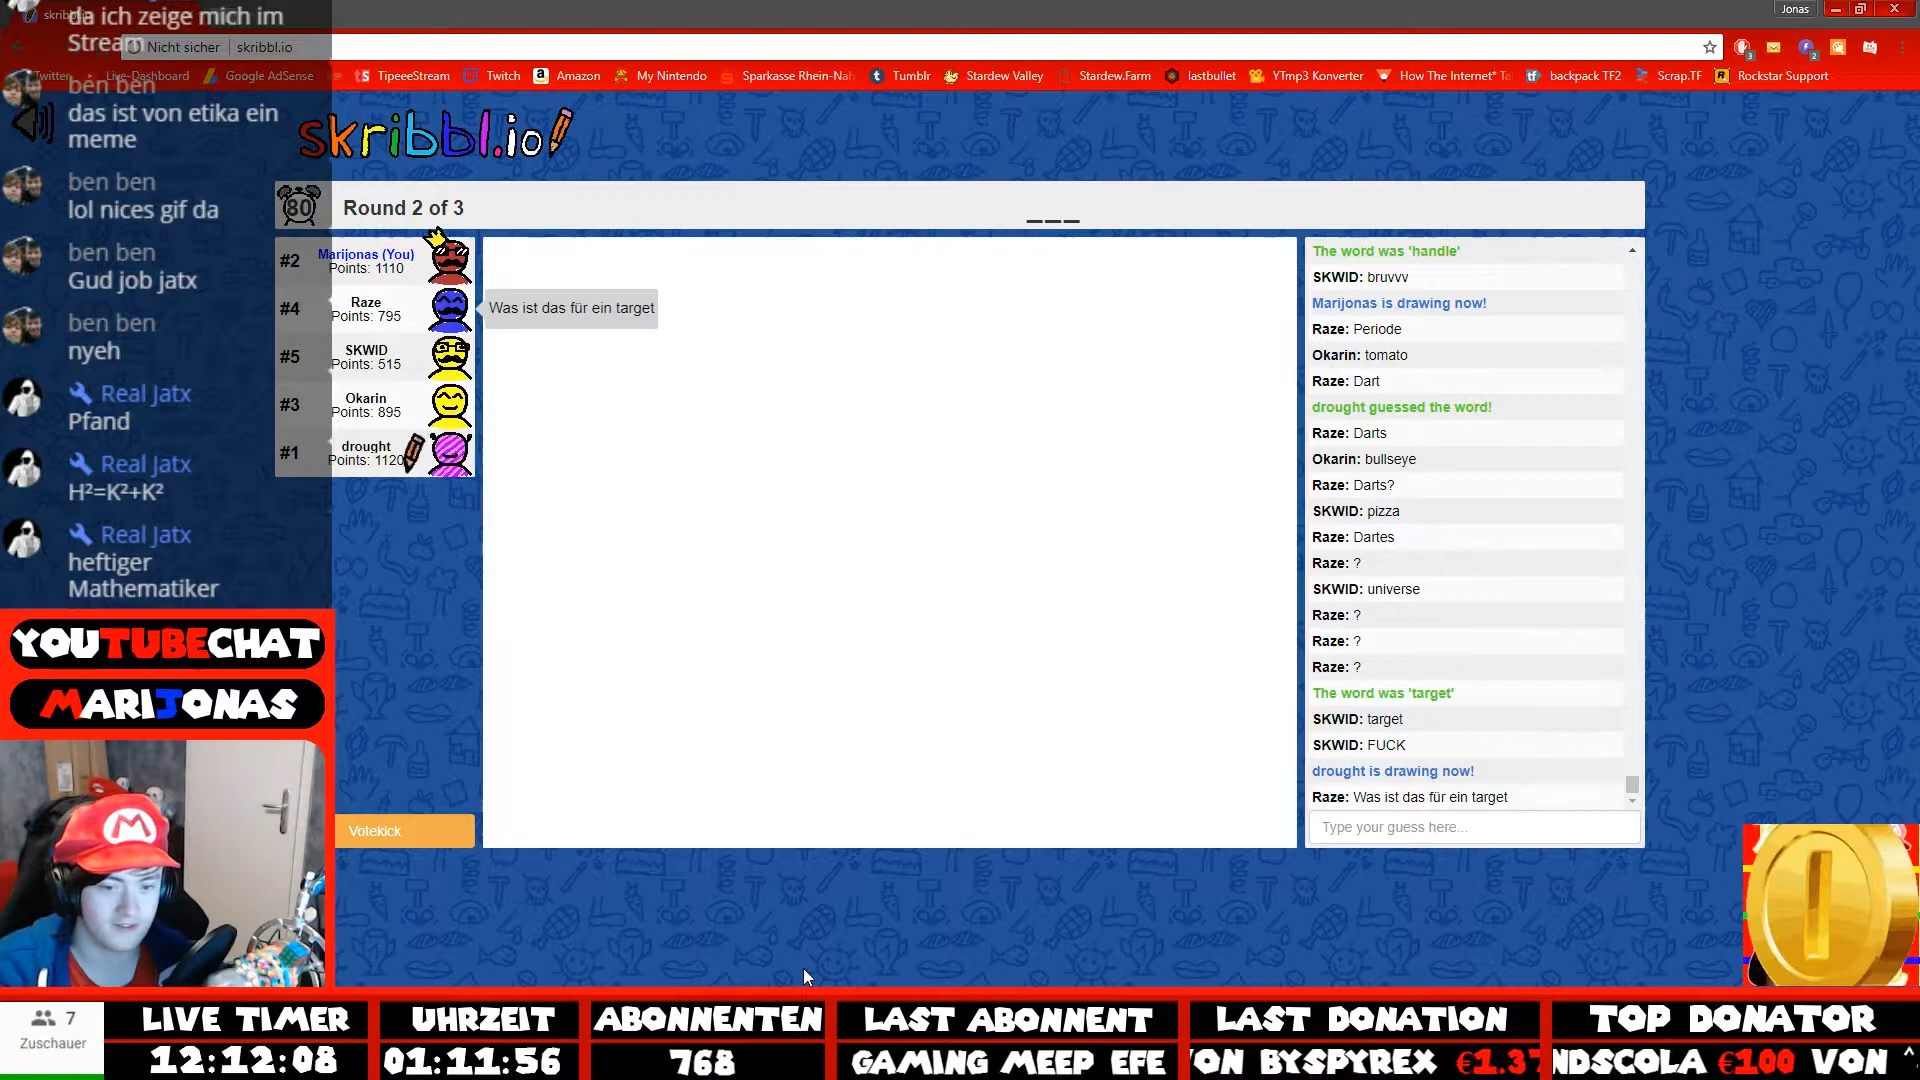 skribbl
Jonas
Nicht sicher
skribbl.io
Twitter
Live-Dashboard
Google AdSense
TipeeeStream
Twitch
Amazon
My Nintendo
Sparkasse Rhein-Nah
Tumblr
Stardew Valley
Stardew.Farm
lastbullet
YTmp3 Konverter
How The Internet* Ta
backpack TF2
Scrap.TF
Rockstar Support
da ich zeige mich im
Stream
ben ben
das ist von etika ein
meme
ben ben
lol nices gif da
ben ben
Gud job jatx
ben ben
nyeh
Real Jatx
Pfand
Real Jatx
H²=K²+K²
Real Jatx
heftiger
Mathematiker
YOUTUBECHAT
MARIJONAS
skribbl.io
80
Round 2 of 3
_ _ _
#2
Marijonas (You)
Points: 1110
#4
Raze
Points: 795
Was ist das für ein target
#5
SKWID
Points: 515
#3
Okarin
Points: 895
#1
drought
Points: 1120
Votekick
The word was 'handle'
SKWID: bruvvv
Marijonas is drawing now!
Raze: Periode
Okarin: tomato
Raze: Dart
drought guessed the word!
Raze: Darts
Okarin: bullseye
Raze: Darts?
SKWID: pizza
Raze: Dartes
Raze: ?
SKWID: universe
Raze: ?
Raze: ?
Raze: ?
The word was 'target'
SKWID: target
SKWID: FUCK
drought is drawing now!
Raze: Was ist das für ein target
Type your guess here...
7
Zuschauer
LIVE TIMER
12:12:08
UHRZEIT
01:11:56
ABONNENTEN
768
LAST ABONNENT
GAMING MEEP EFE
LAST DONATION
VON BYSPYREX €1.37
TOP DONATOR
NDSCOLA €100 VON